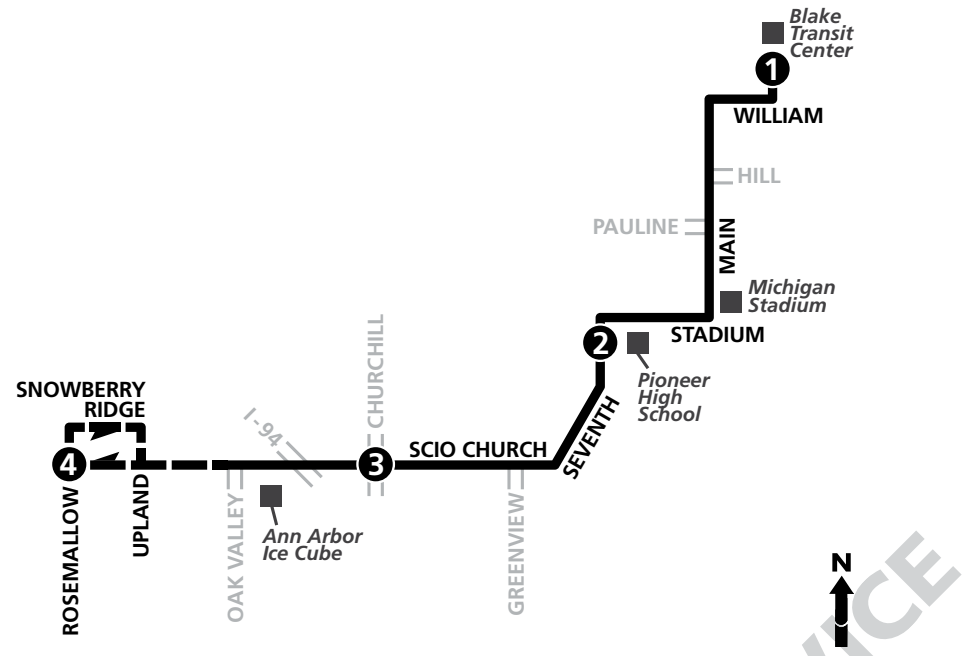 Blake
Transit
Center
1
WILLIAM
HILL
PAULINE
MAIN
Michigan
Stadium
STADIUM
2
Pioneer
High
School
CHURCHILL
SNOWBERRY
RIDGE
I-94
SCIO CHURCH
SEVENTH
4
3
ROSEMALLOW
UPLAND
OAK VALLEY
Ann Arbor
Ice Cube
GREENVIEW
N
VICE